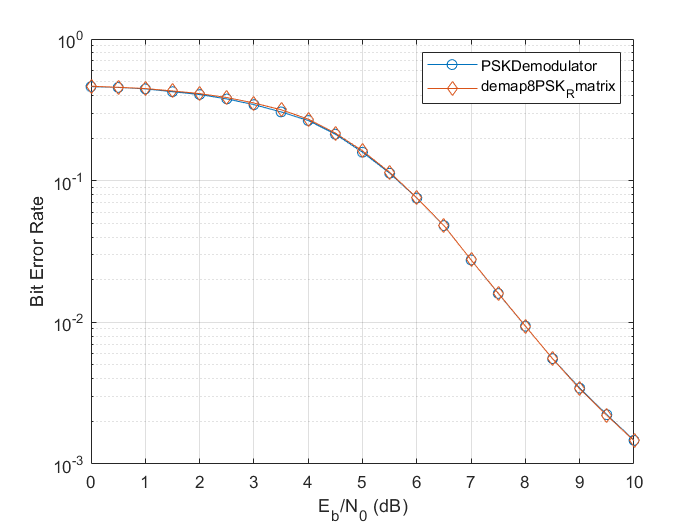 10^0
10^-1
10^-2
10^-3
Bit Error Rate
PSKDemodulator
demap8PSK_Rmatrix
0 1 2 3 4 5 6 7 8 9 10
E_b/N_0 (dB)